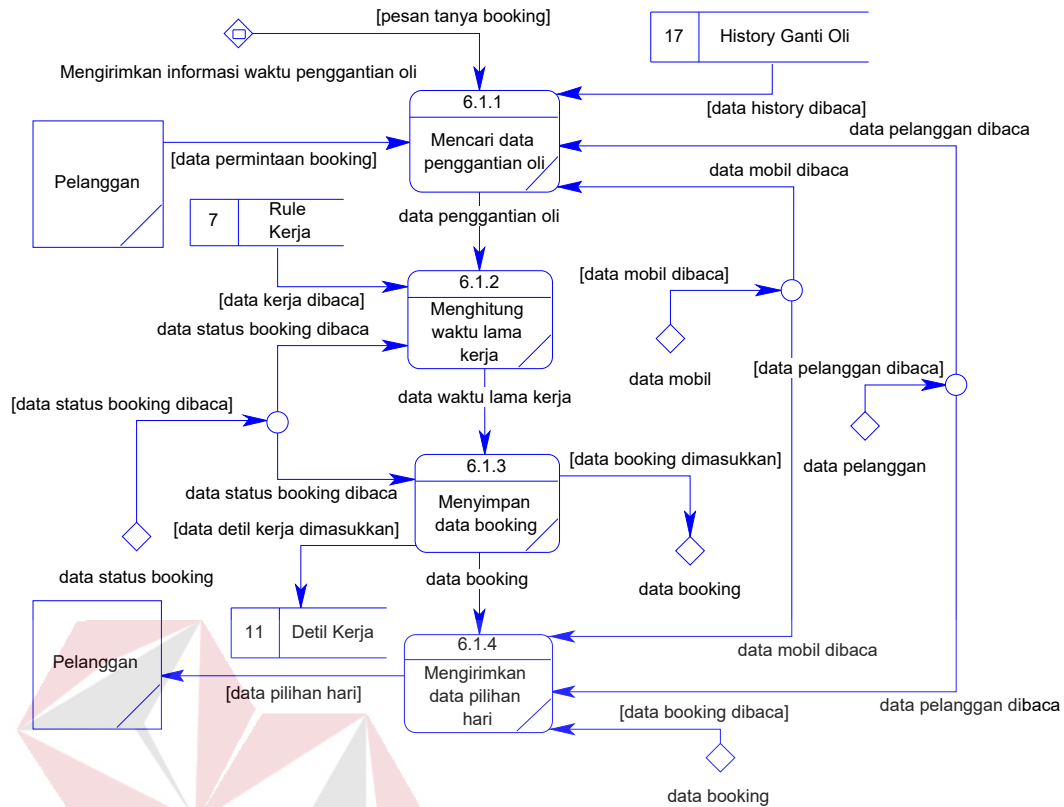 [pesan tanya booking]
17
History Ganti Oli
Mengirimkan informasi waktu penggantian oli
6.1.1
Mencari data
penggantian oli
[data history dibaca]
data pelanggan dibaca
[data permintaan booking]
Pelanggan
data mobil dibaca
data penggantian oli
7
Rule
Kerja
6.1.2
Menghitung
waktu lama
kerja
[data mobil dibaca]
[data kerja dibaca]
data status booking dibaca
data mobil
[data pelanggan dibaca]
data waktu lama kerja
[data status booking dibaca]
data pelanggan
6.1.3
Menyimpan
data booking
[data booking dimasukkan]
data status booking dibaca
[data detil kerja dimasukkan]
data status booking
data booking
data booking
11
Detil Kerja
6.1.4
Mengirimkan
data pilihan
hari
Pelanggan
data mobil dibaca
[data pilihan hari]
[data booking dibaca]
data pelanggan dibaca
data booking